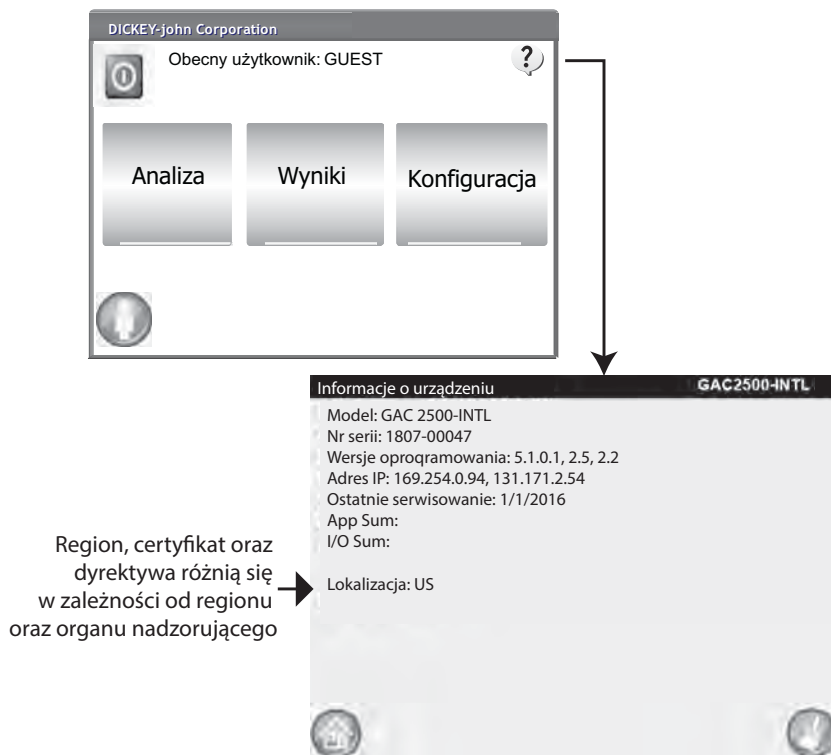 DICKEY-john Corporation
Obecny użytkownik: GUEST
?
Analiza
Wyniki
Konfiguracja
Informacje o urządzeniu
GAC2500-INTL
Model: GAC 2500-INTL
Nr serii: 1807-00047
Wersje oproqramowania: 5.1.0.1, 2.5, 2.2
Adres IP: 169.254.0.94, 131.171.2.54
Ostatnie serwisowanie: 1/1/2016
App Sum:
I/O Sum:
Lokalizacja: US
Region, certyfikat oraz
dyrektywa różnią się
w zależności od regionu
oraz organu nadzorującego